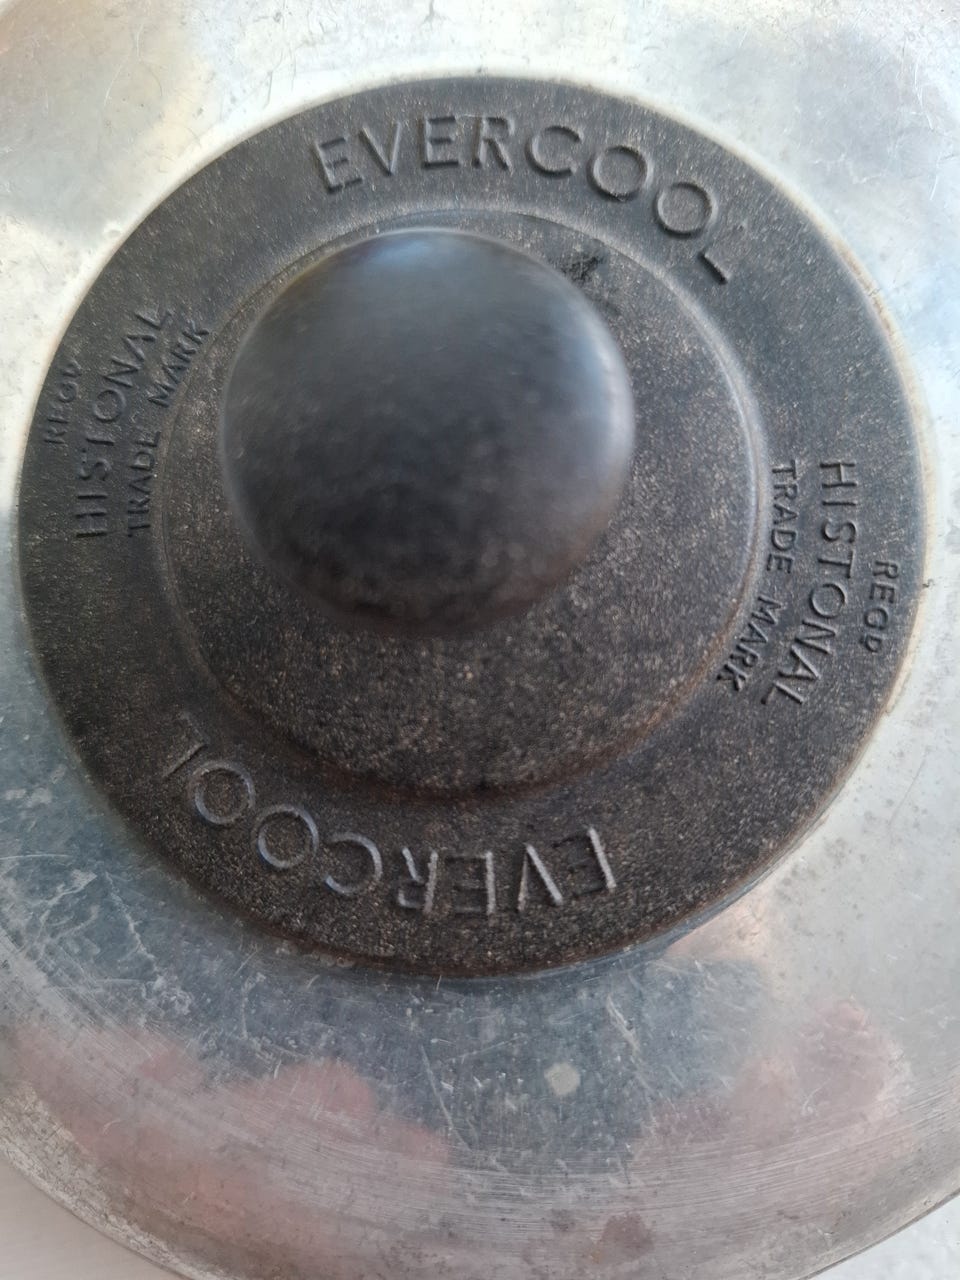 EVERCOOL
REGD
HISTONAL
TRADE MARK
REGD
HISTONAL
TRADE MARK
EVERCOOL